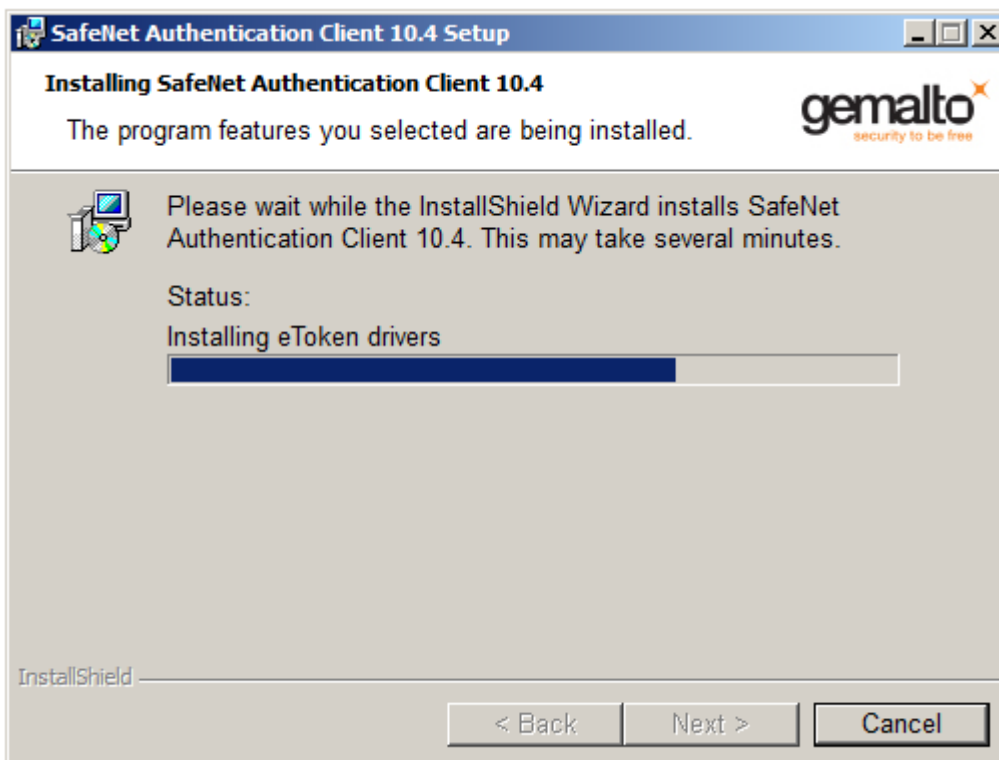 SafeNet Authentication Client 10.4 Setup
Installing SafeNet Authentication Client 10.4
The program features you selected are being installed.
gemalto
security to be free
Please wait while the InstallShield Wizard installs SafeNet
Authentication Client 10.4. This may take several minutes.
Status:
Installing eToken drivers
InstallShield
< Back
Next >
Cancel